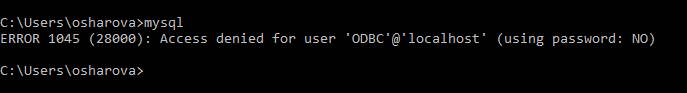 C:\Users\osharova>mysql
ERROR 1045 (28000): Access denied for user 'ODBC'@'localhost' (using password: NO)
C:\Users\osharova>